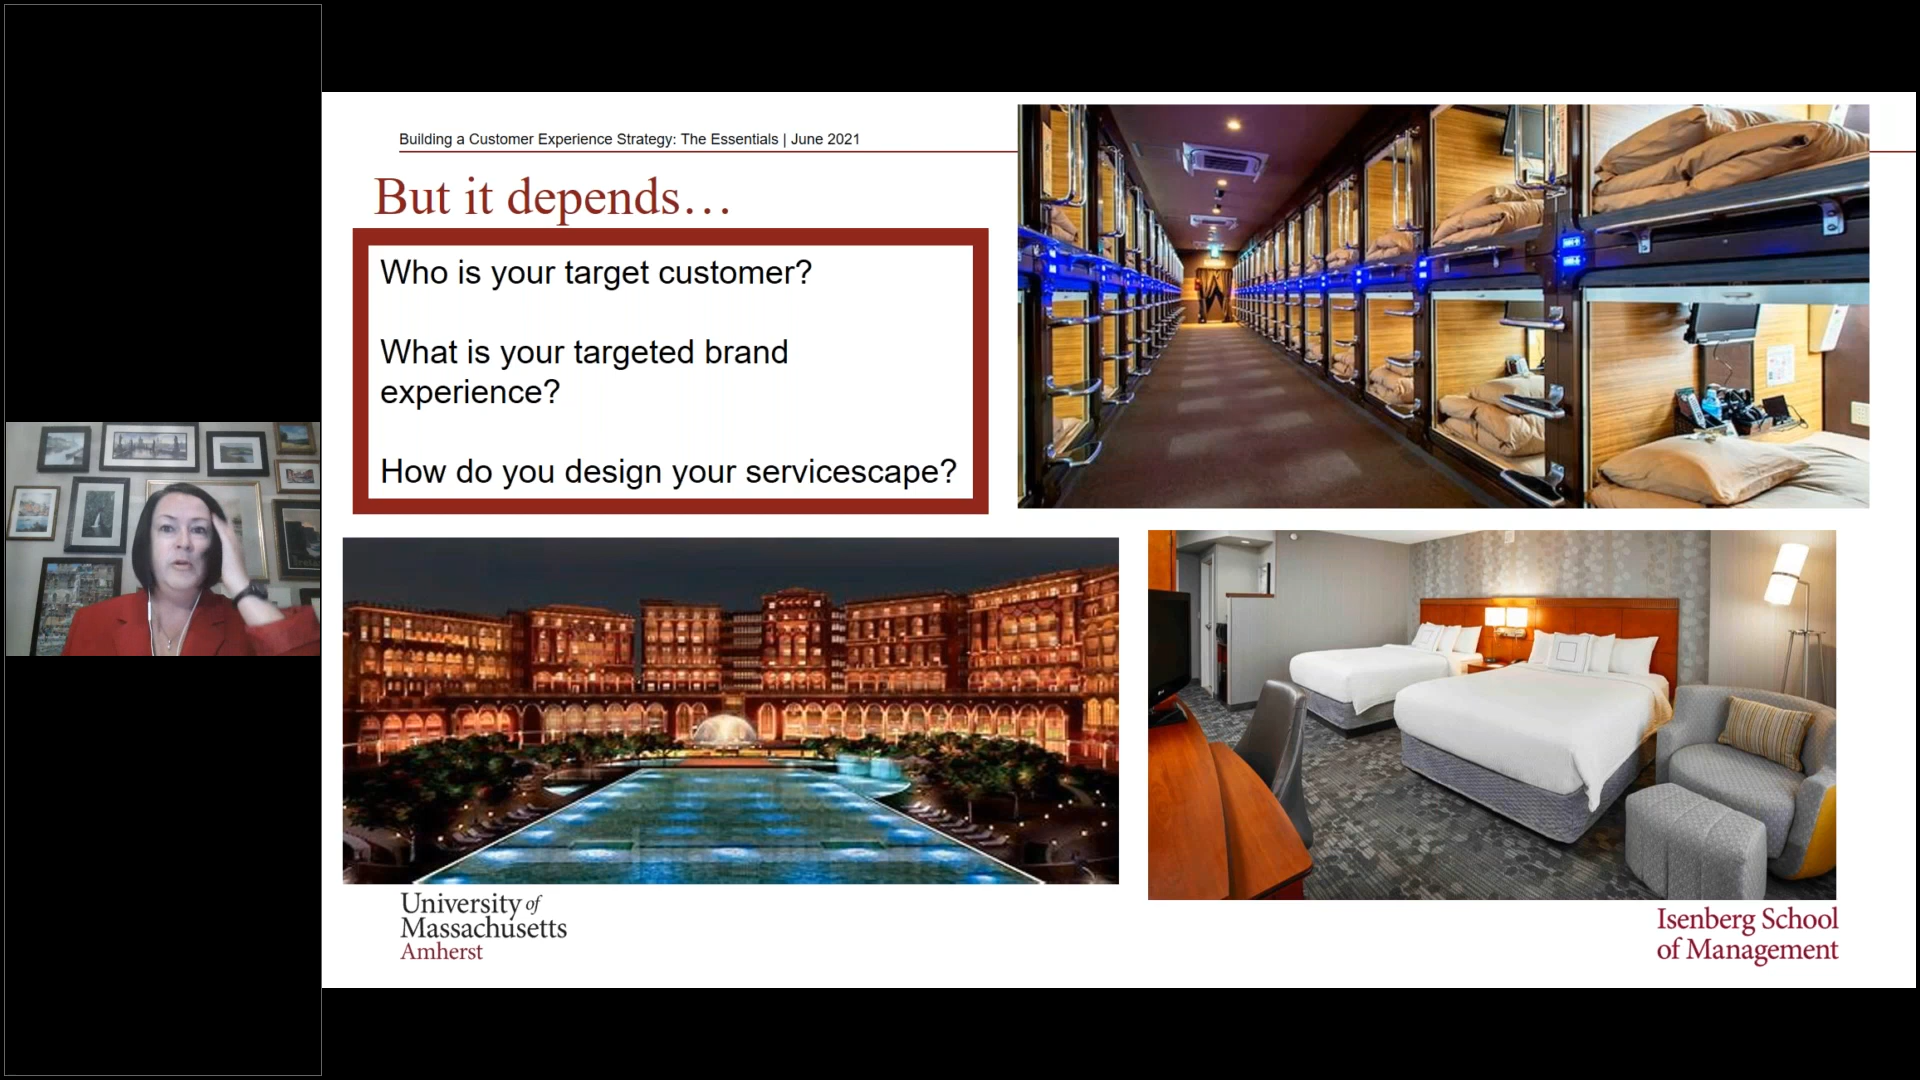 Building a Customer Experience Strategy: The Essentials | June 2021
But it depends…
Who is your target customer?
What is your targeted brand
experience?
How do you design your servicescape?
University of
Massachusetts
Amherst
Isenberg School
of Management